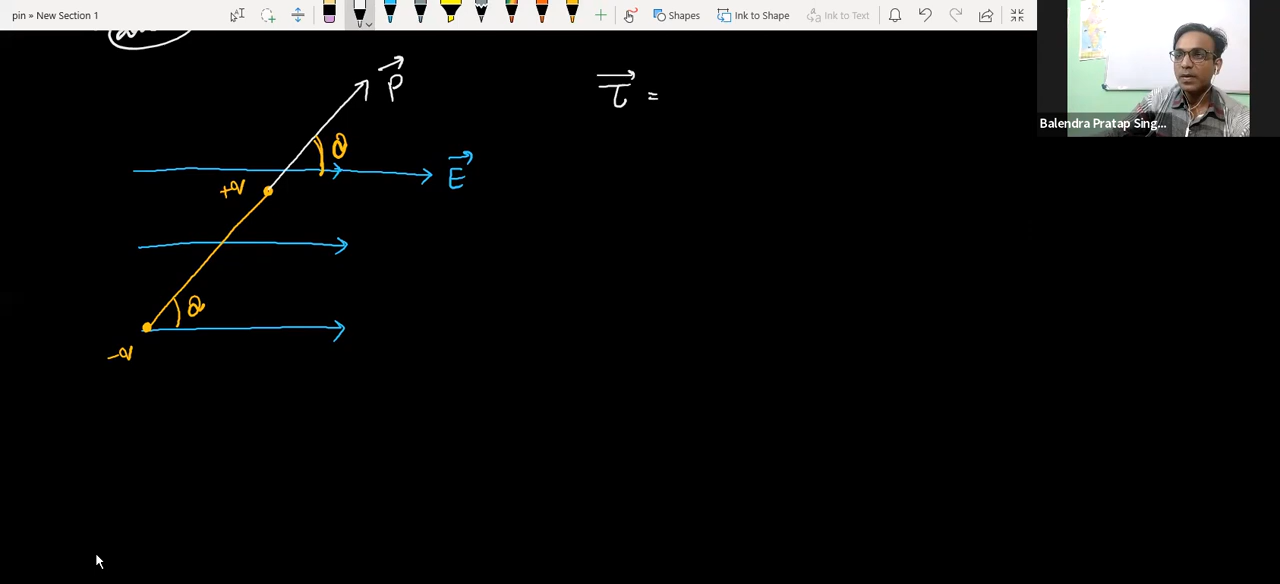 pin » New Section 1
Shapes
Ink to Shape
Ink to Text
Balendra Pratap Sing...
P
τ =
θ
E
+q
θ
-q